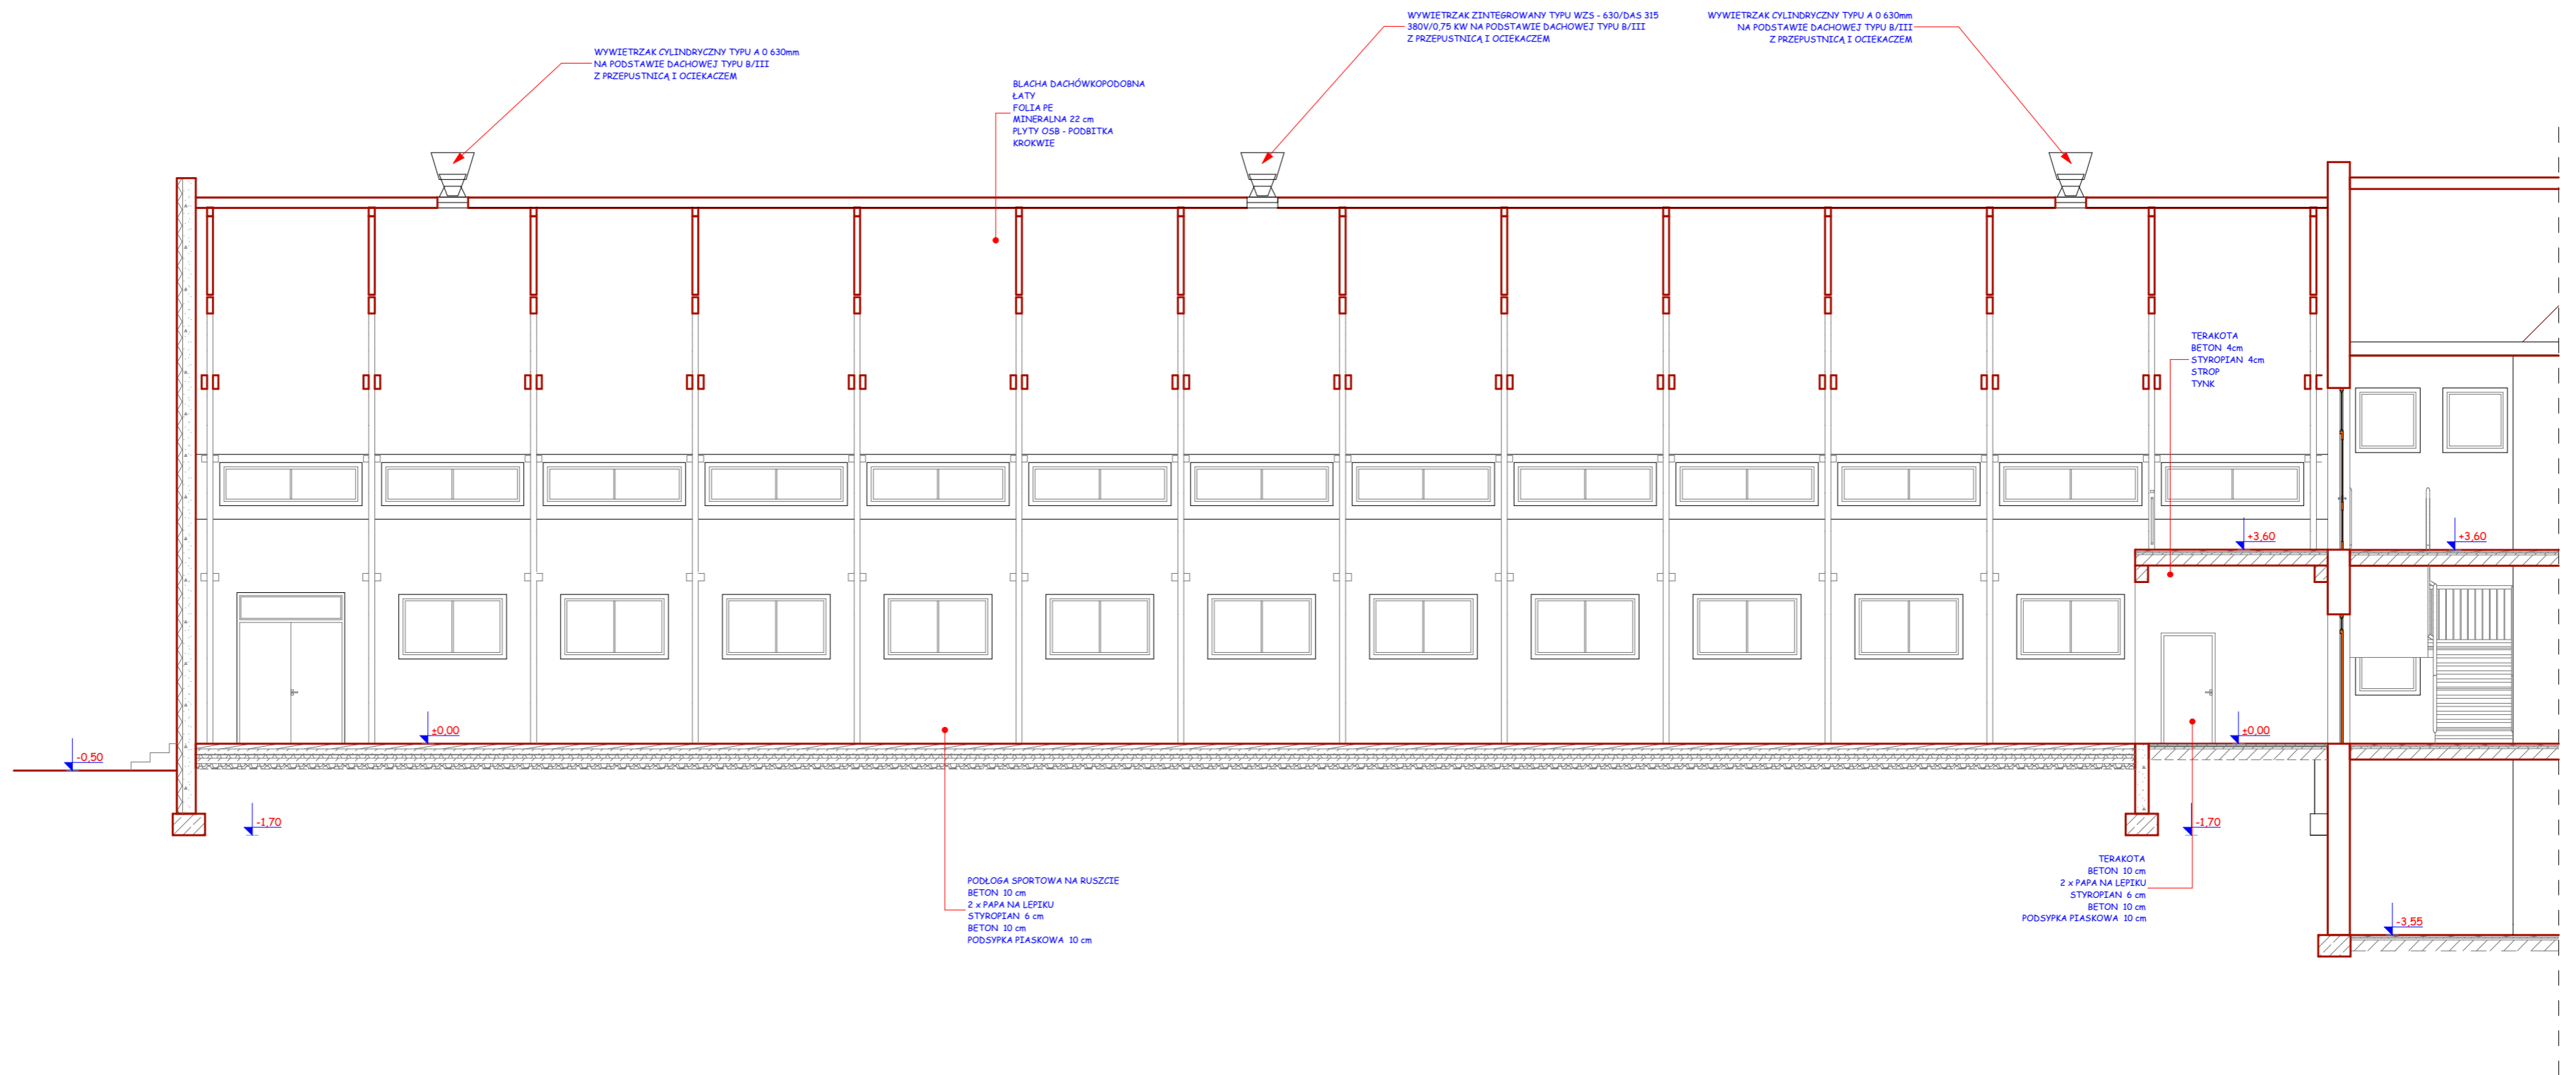 WYWIETRZAK CYLINDRYCZNY TYPU A 0 630mm
NA PODSTAWIE DACHOWEJ TYPU B/III
Z PRZEPUSTNICĄ I OCIEKACZEM
BLACHA DACHÓWKOPODOBNA
ŁATY
FOLIA PE
MINERALNA 22 cm
PLYTY OSB - PODBITKA
KROKWIE
WYWIETRZAK ZINTEGROWANY TYPU WZS - 630/DAS 315
380V/0,75 KW NA PODSTAWIE DACHOWEJ TYPU B/III
Z PRZEPUSTNICĄ I OCIEKACZEM
WYWIETRZAK CYLINDRYCZNY TYPU A 0 630mm
NA PODSTAWIE DACHOWEJ TYPU B/III
Z PRZEPUSTNICĄ I OCIEKACZEM
TERAKOTA
BETON 4cm
STYROPIAN 4cm
STROP
TYNK
+3,60
+3,60
±0,00
±0,00
-0,50
-1,70
-1,70
PODŁOGA SPORTOWA NA RUSZCIE
BETON 10 cm
2 x PAPA NA LEPIKU
STYROPIAN 6 cm
BETON 10 cm
PODSYPKA PIASKOWA 10 cm
TERAKOTA
BETON 10 cm
2 x PAPA NA LEPIKU
STYROPIAN 6 cm
BETON 10 cm
PODSYPKA PIASKOWA 10 cm
-3,55